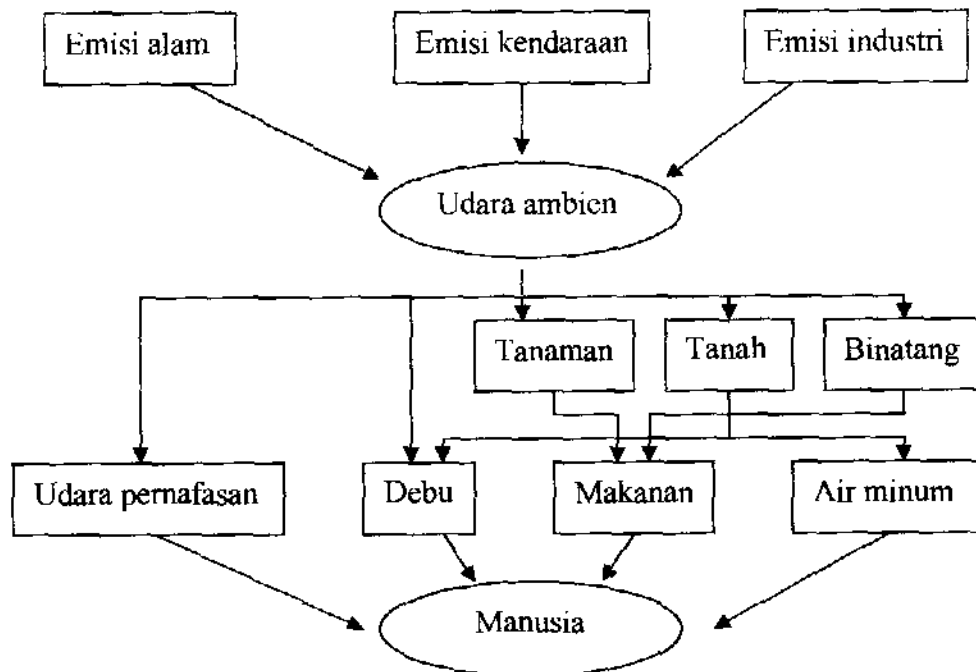 Emisi alam
Emisi kendaraan
Emisi industri
Udara ambien
Tanaman
Tanah
Binatang
Udara pernafasan
Debu
Makanan
Air minum
Manusia